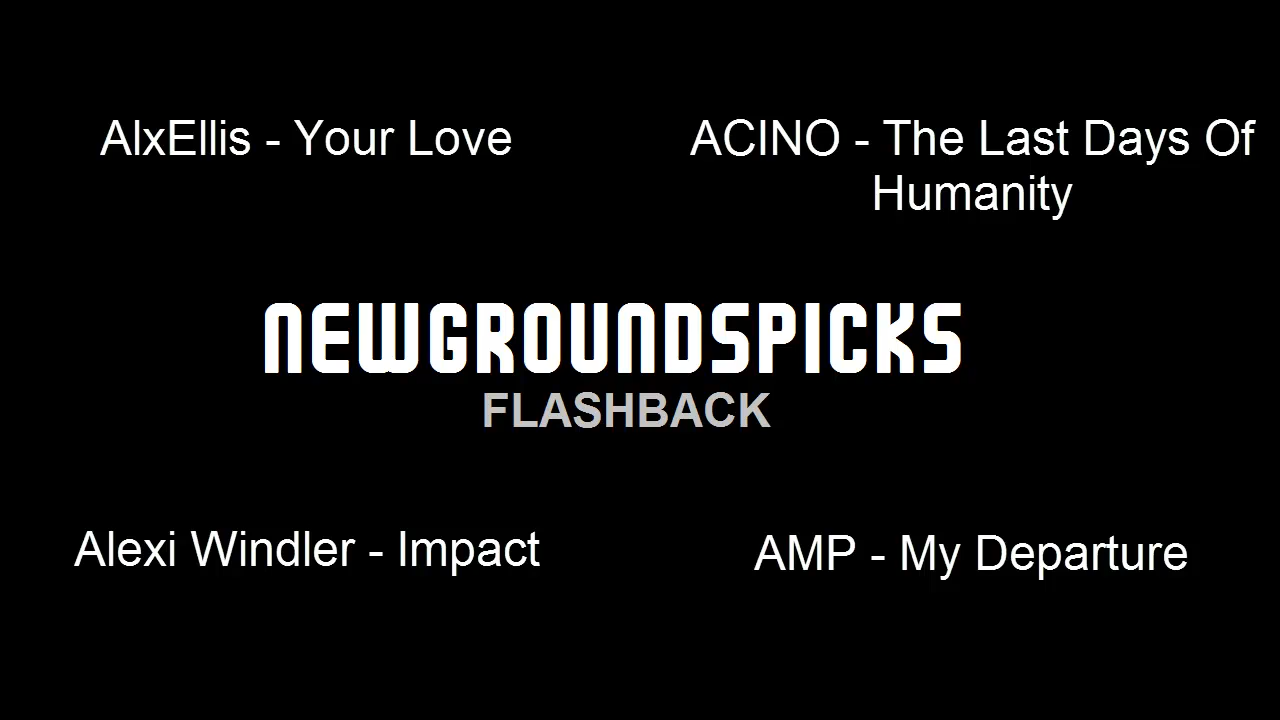 AlxEllis - Your Love
ACINO - The Last Days Of
Humanity
NEWGROUNDSPICKS
FLASHBACK
Alexi Windler - Impact
AMP - My Departure